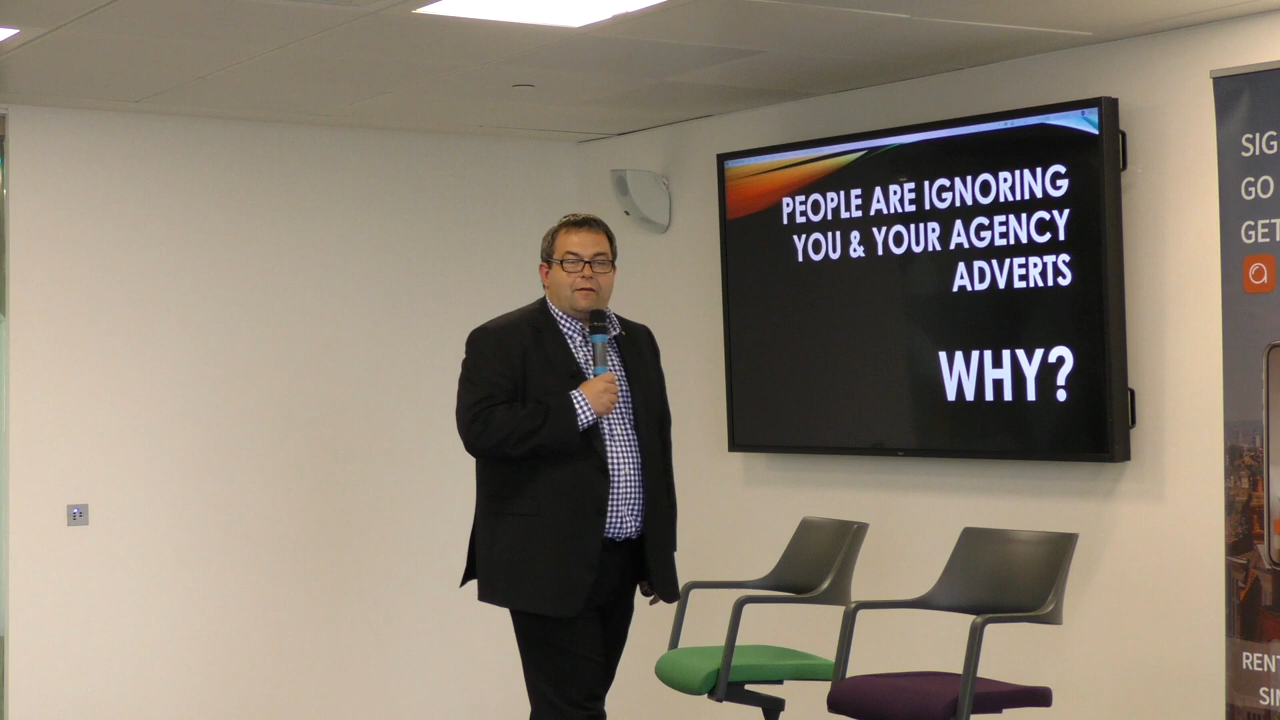 PEOPLE ARE IGNORING
YOU & YOUR AGENCY
ADVERTS
WHY?
SIG
GO
GET
RENT
SIM